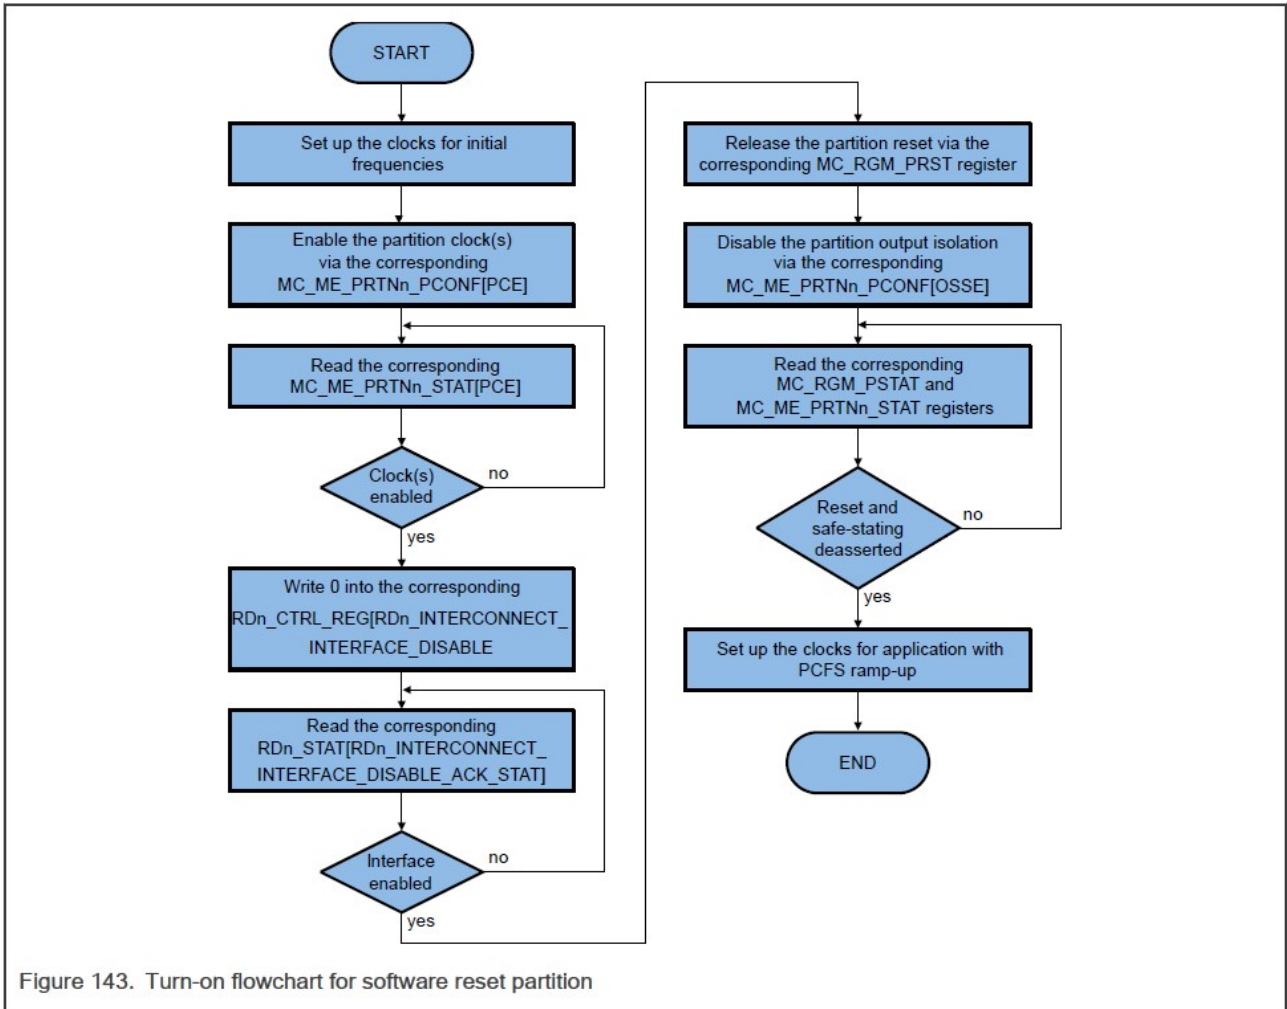 START
Set up the clocks for initial
frequencies
Enable the partition clock(s)
via the corresponding
MC_ME_PRTNn_PCONF[PCE]
Read the corresponding
MC_ME_PRTNn_STAT[PCE]
Clock(s)
enabled
no
yes
Write 0 into the corresponding
RDn_CTRL_REG[RDn_INTERCONNECT_
INTERFACE_DISABLE
Read the corresponding
RDn_STAT[RDn_INTERCONNECT_
INTERFACE_DISABLE_ACK_STAT]
Interface
enabled
no
yes
Release the partition reset via the
corresponding MC_RGM_PRST register
Disable the partition output isolation
via the corresponding
MC_ME_PRTNn_PCONF[OSSE]
Read the corresponding
MC_RGM_PSTAT and
MC_ME_PRTNn_STAT registers
Reset and
safe-stating
deasserted
no
yes
Set up the clocks for application with
PCFS ramp-up
END
Figure 143. Turn-on flowchart for software reset partition